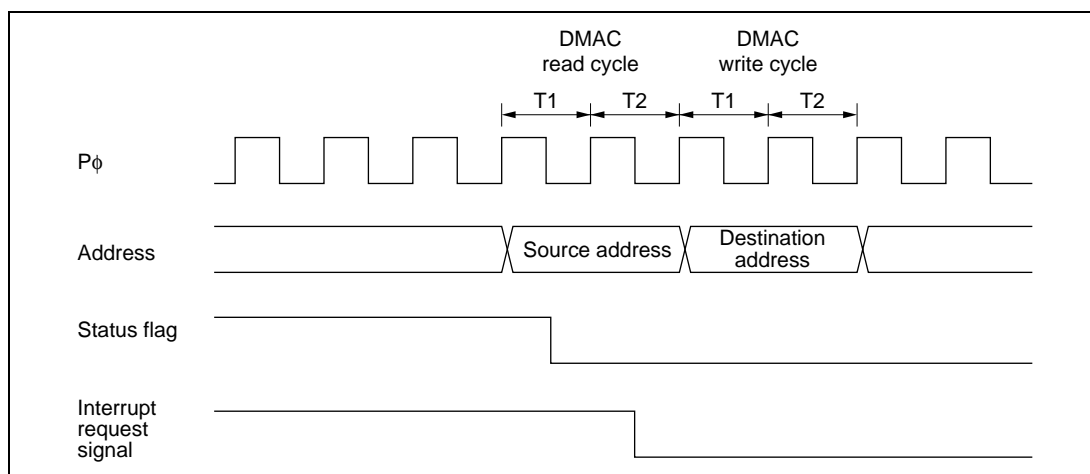 DMAC
read cycle
DMAC
write cycle
T1
T2
T1
T2
Pϕ
Address
Source address
Destination
address
Status flag
Interrupt
request
signal